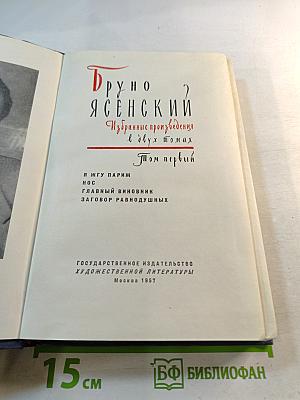 Бруно
ЯСЕНСКИЙ
Избранные произведения
в двух томах
Том первый
Я ЖГУ ПАРИЖ
НОС
ГЛАВНЫЙ ВИНОВНИК
ЗАГОВОР РАВНОДУШНЫХ
ГОСУДАРСТВЕННОЕ ИЗДАТЕЛЬСТВО
ХУДОЖЕСТВЕННОЙ ЛИТЕРАТУРЫ
Москва 1957
15 см
БФ БИБЛИОФАН